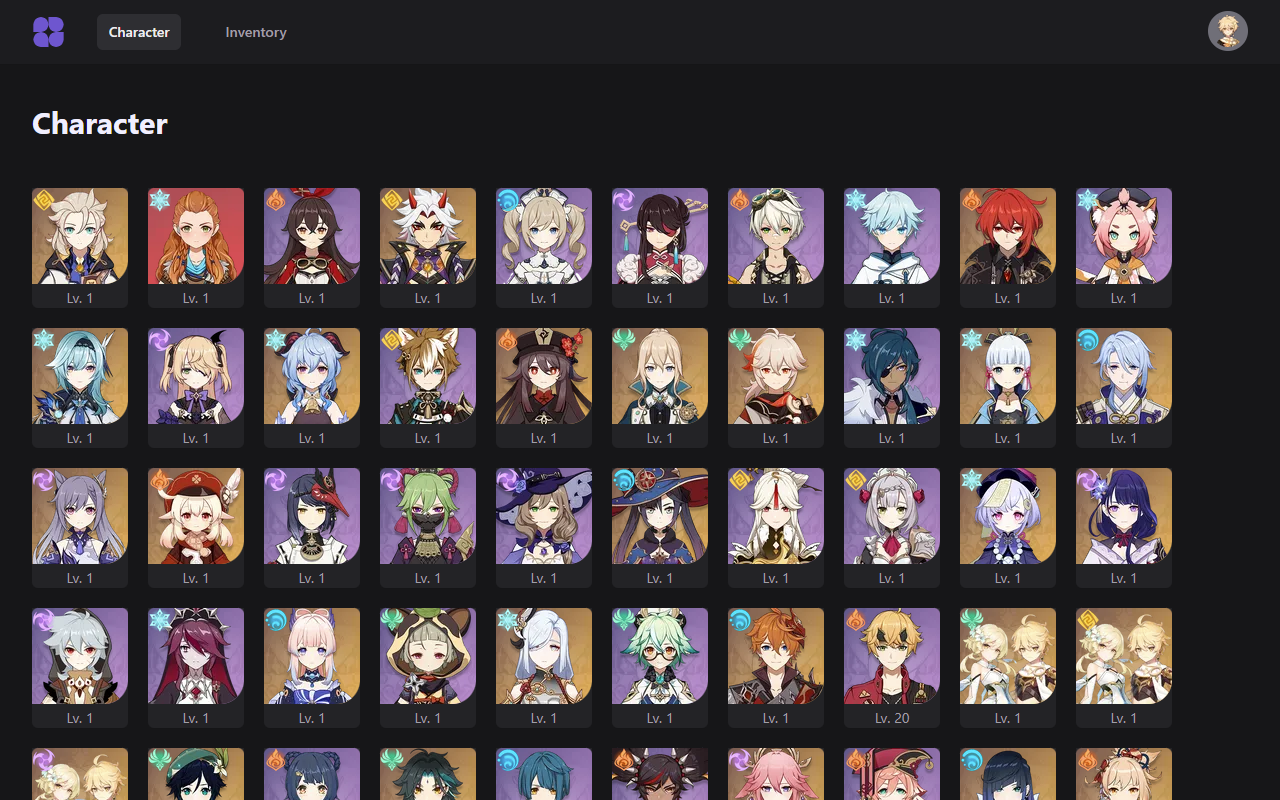 Character Inventory
Character
Lv. 1 Lv. 1 Lv. 1 Lv. 1 Lv. 1 Lv. 1 Lv. 1 Lv. 1 Lv. 1 Lv. 1
Lv. 1 Lv. 1 Lv. 1 Lv. 1 Lv. 1 Lv. 1 Lv. 1 Lv. 1 Lv. 1 Lv. 1
Lv. 1 Lv. 1 Lv. 1 Lv. 1 Lv. 1 Lv. 1 Lv. 1 Lv. 1 Lv. 1 Lv. 1
Lv. 1 Lv. 1 Lv. 1 Lv. 1 Lv. 1 Lv. 1 Lv. 1 Lv. 20 Lv. 1 Lv. 1